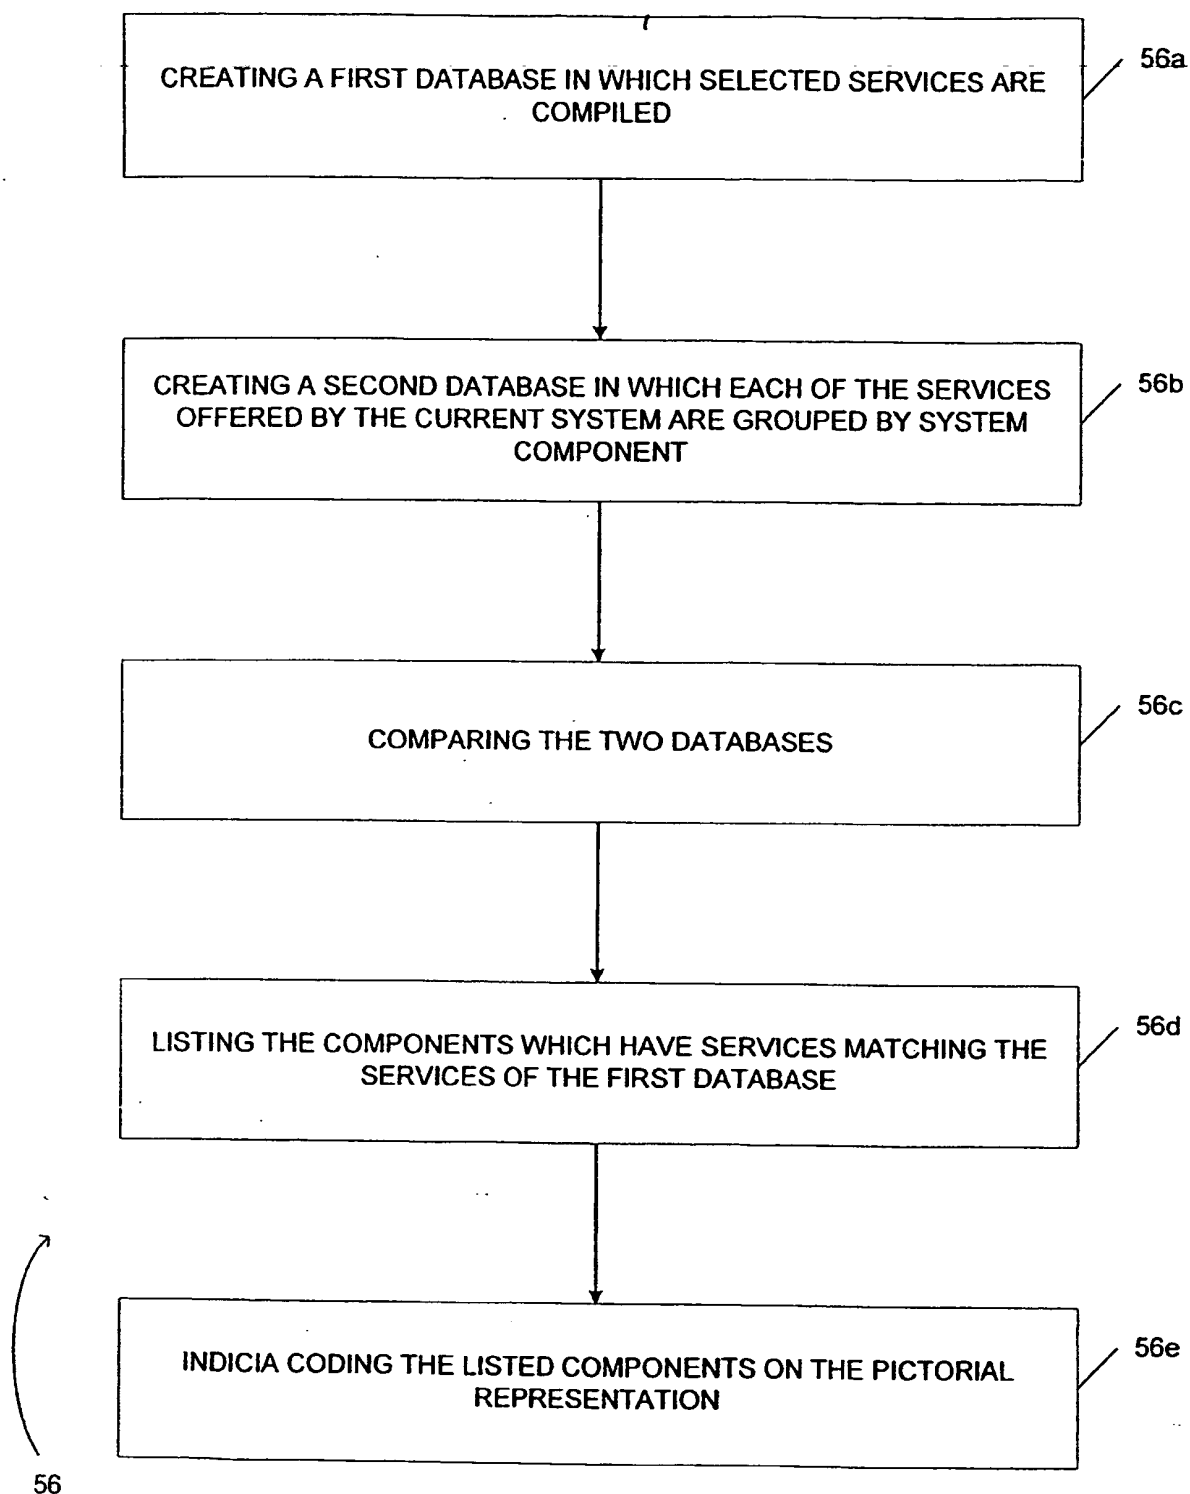 CREATING A FIRST DATABASE IN WHICH SELECTED SERVICES ARE
COMPILED
56a
CREATING A SECOND DATABASE IN WHICH EACH OF THE SERVICES
OFFERED BY THE CURRENT SYSTEM ARE GROUPED BY SYSTEM
COMPONENT
56b
COMPARING THE TWO DATABASES
56c
LISTING THE COMPONENTS WHICH HAVE SERVICES MATCHING THE
SERVICES OF THE FIRST DATABASE
56d
INDICIA CODING THE LISTED COMPONENTS ON THE PICTORIAL
REPRESENTATION
56e
56